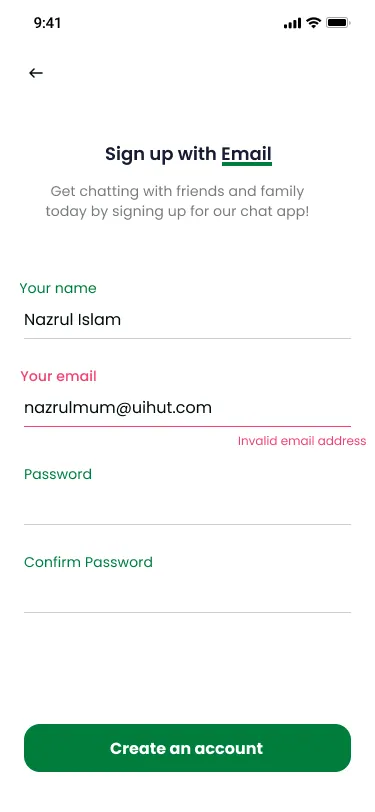 9:41
Sign up with Email
Get chatting with friends and family
today by signing up for our chat app!
Your name
Nazrul Islam
Your email
nazrulmum@uihut.com
Invalid email address
Password
Confirm Password
Create an account